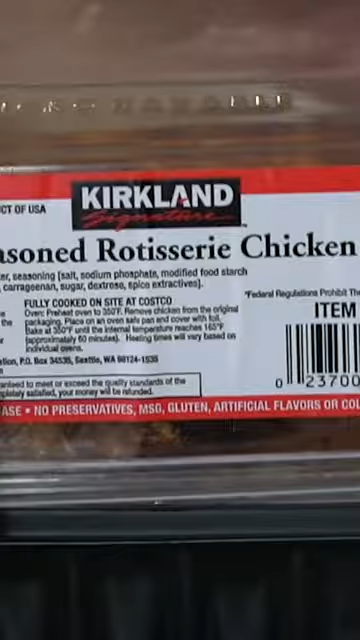 CT OF USA
KIRKLAND
Signature
asoned Rotisserie Chicken
er, seasoning [salt, sodium phosphate, modified food starch
, carrageenan, sugar, dextrose, spice extractives].
FULLY COOKED ON SITE AT COSTCO
Oven: Preheat oven to 350°F. Remove chicken from the original
packaging. Place on an oven safe pan and cover with foil.
Bake at 350°F until the internal temperature reaches 165°F
(approximately 60 minutes). Heating times will vary based on
individual ovens.
the
or
*Federal Regulations Prohibit The
ITEM
tion, P.O. Box 34535, Seattle, WA 98124-1535
anteed to meet or exceed the quality standards of the
pletely satisfied, your money will be refunded.
0 23700
ASE • NO PRESERVATIVES, MSG, GLUTEN, ARTIFICIAL FLAVORS OR COL